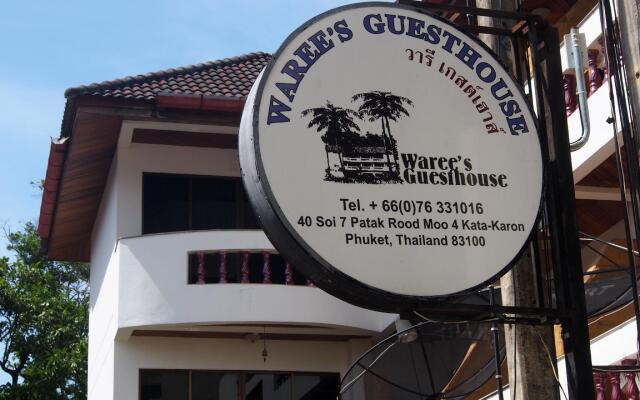 WAREE'S GUESTHOUSE
วารี เกสต์เฮาส์
Waree's
Guesthouse
Tel. + 66(0)76 331016
40 Soi 7 Patak Rood Moo 4 Kata-Karon
Phuket, Thailand 83100